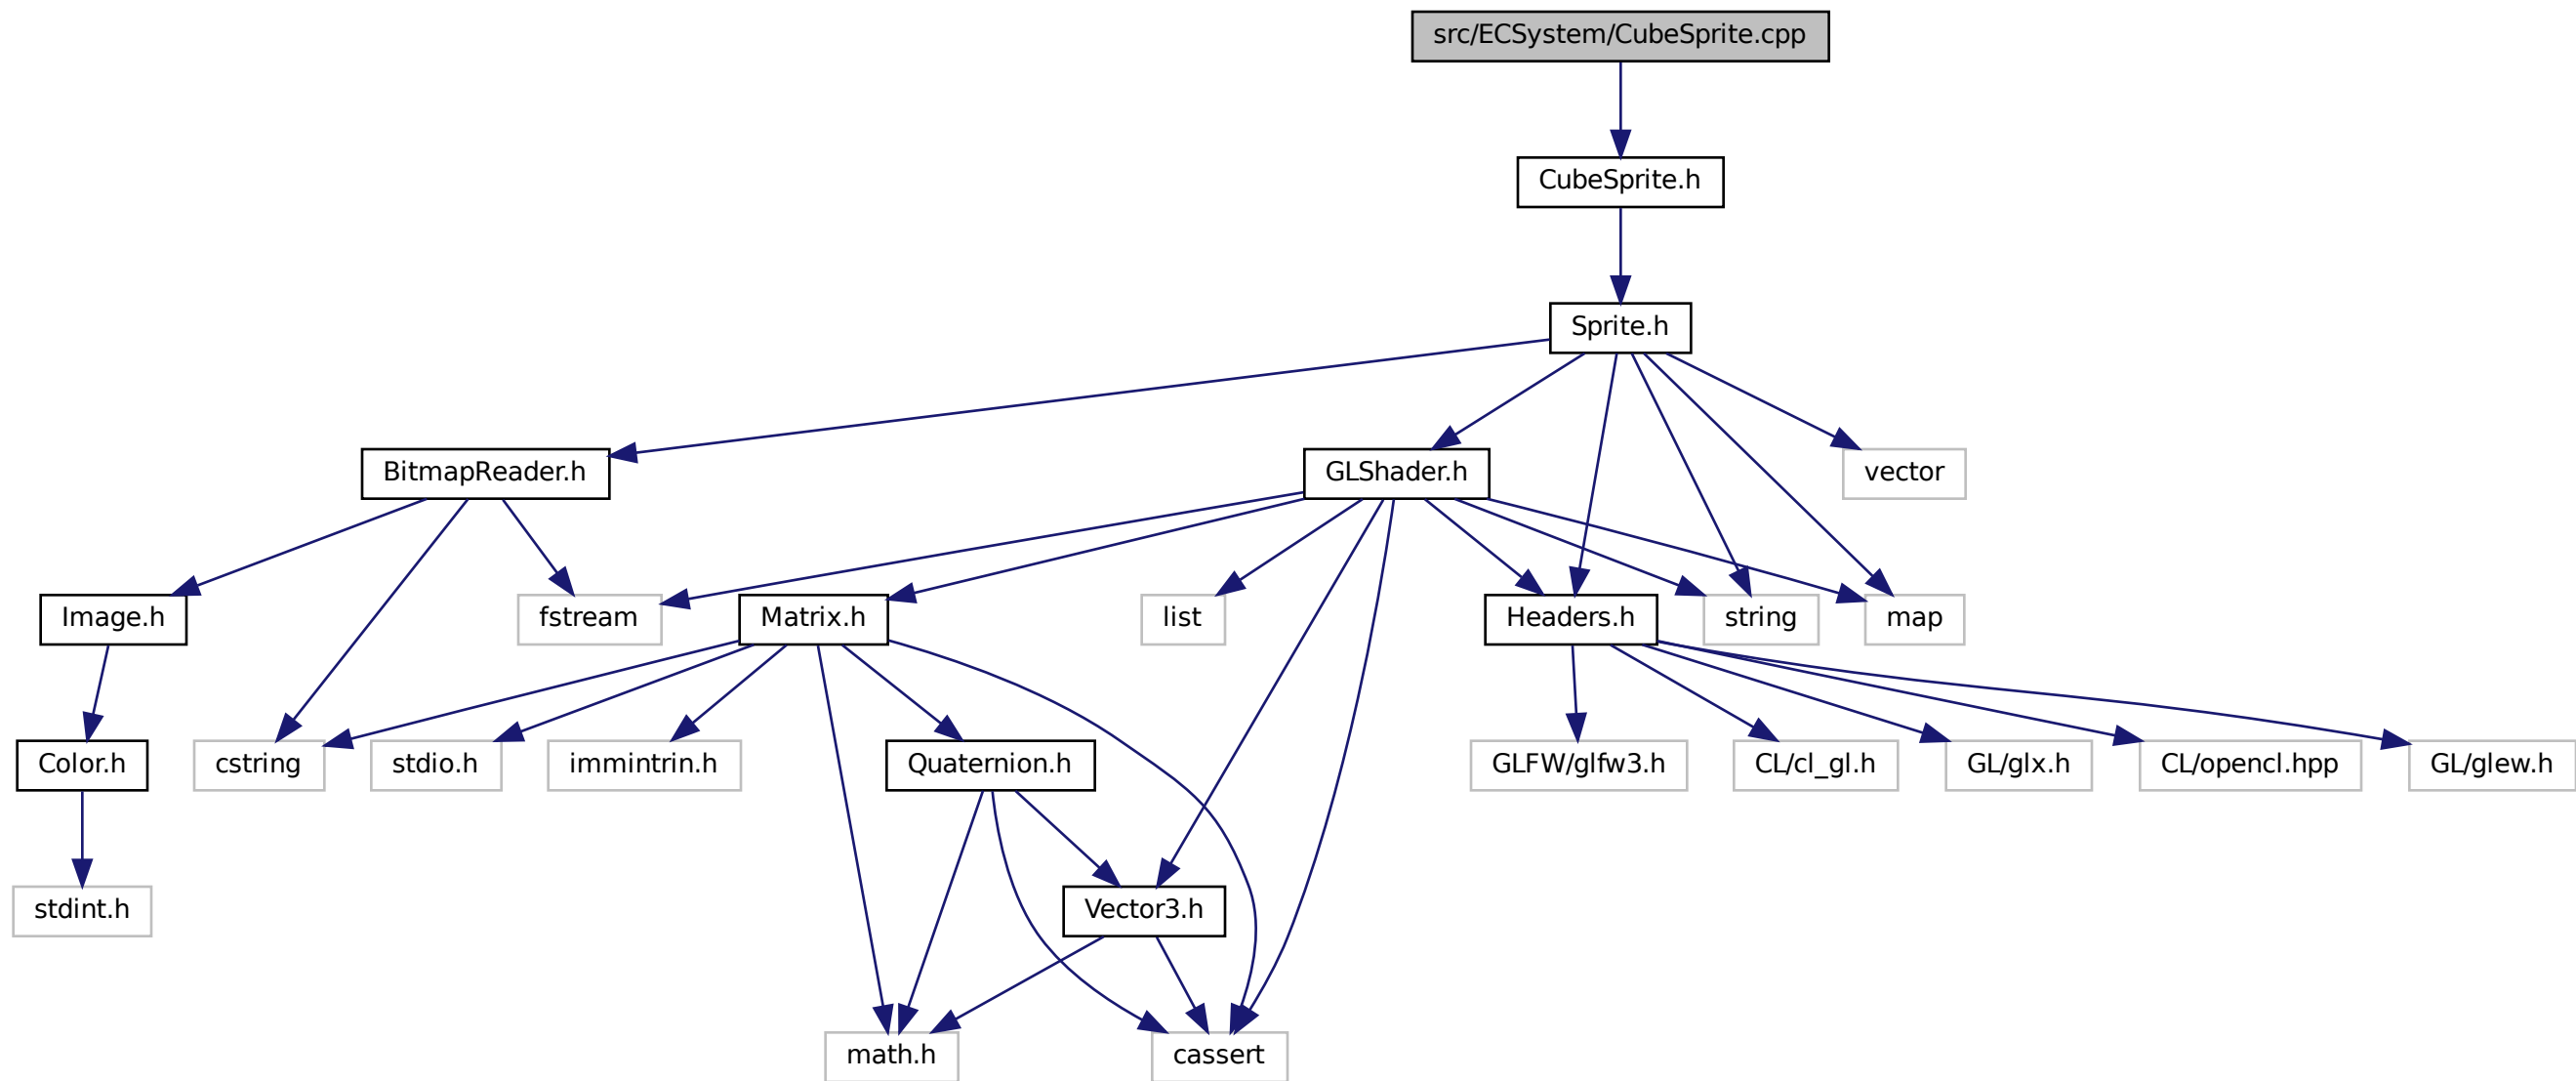 src/ECSystem/CubeSprite.cpp
CubeSprite.h
Sprite.h
BitmapReader.h
GLShader.h
vector
Image.h
fstream
Matrix.h
list
Headers.h
string
map
Color.h
cstring
stdio.h
immintrin.h
Quaternion.h
GLFW/glfw3.h
CL/cl_gl.h
GL/glx.h
CL/opencl.hpp
GL/glew.h
stdint.h
Vector3.h
math.h
cassert